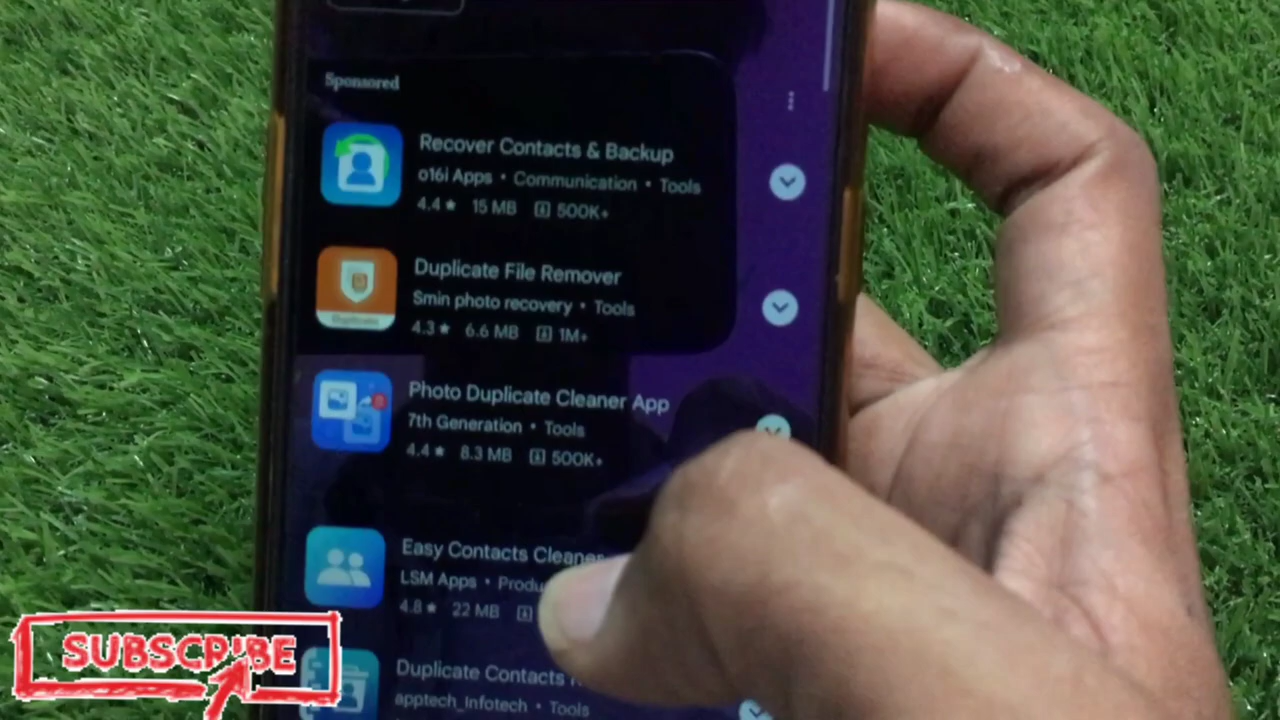 Sponsored
Recover Contacts & Backup
o16i Apps • Communication • Tools
4.4★ 15 MB 500K+
Duplicate File Remover
Smin photo recovery • Tools
4.3★ 6.6 MB 1M+
Duplicate
Photo Duplicate Cleaner App
7th Generation • Tools
4.4★ 8.3 MB 500K+
Easy Contacts Cleaner
LSM Apps •
4.8★ 22 MB
Duplicate Contacts
apptech_Infotech • Tools
SUBSCRIBE